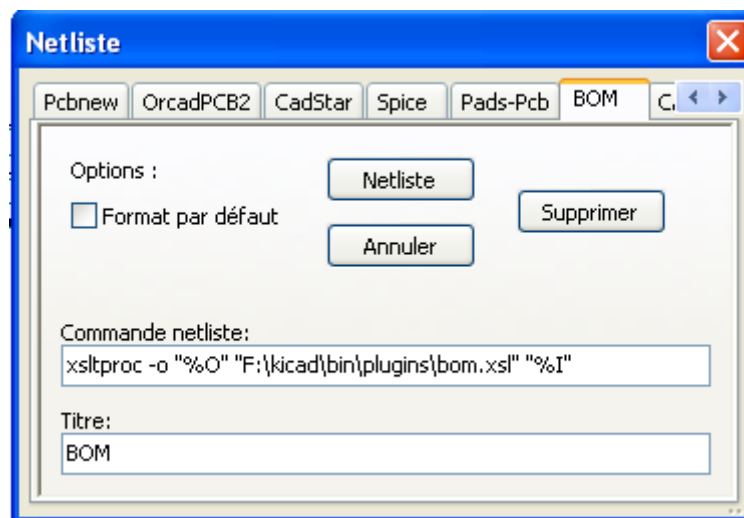 Netliste
Pcbnew OrcadPCB2 CadStar Spice Pads-Pcb BOM
Options :
Netliste
Format par défaut
Supprimer
Annuler
Commande netliste:
xsltproc -o "%O" "F:\kicad\bin\plugins\bom.xsl" "%I"
Titre:
BOM